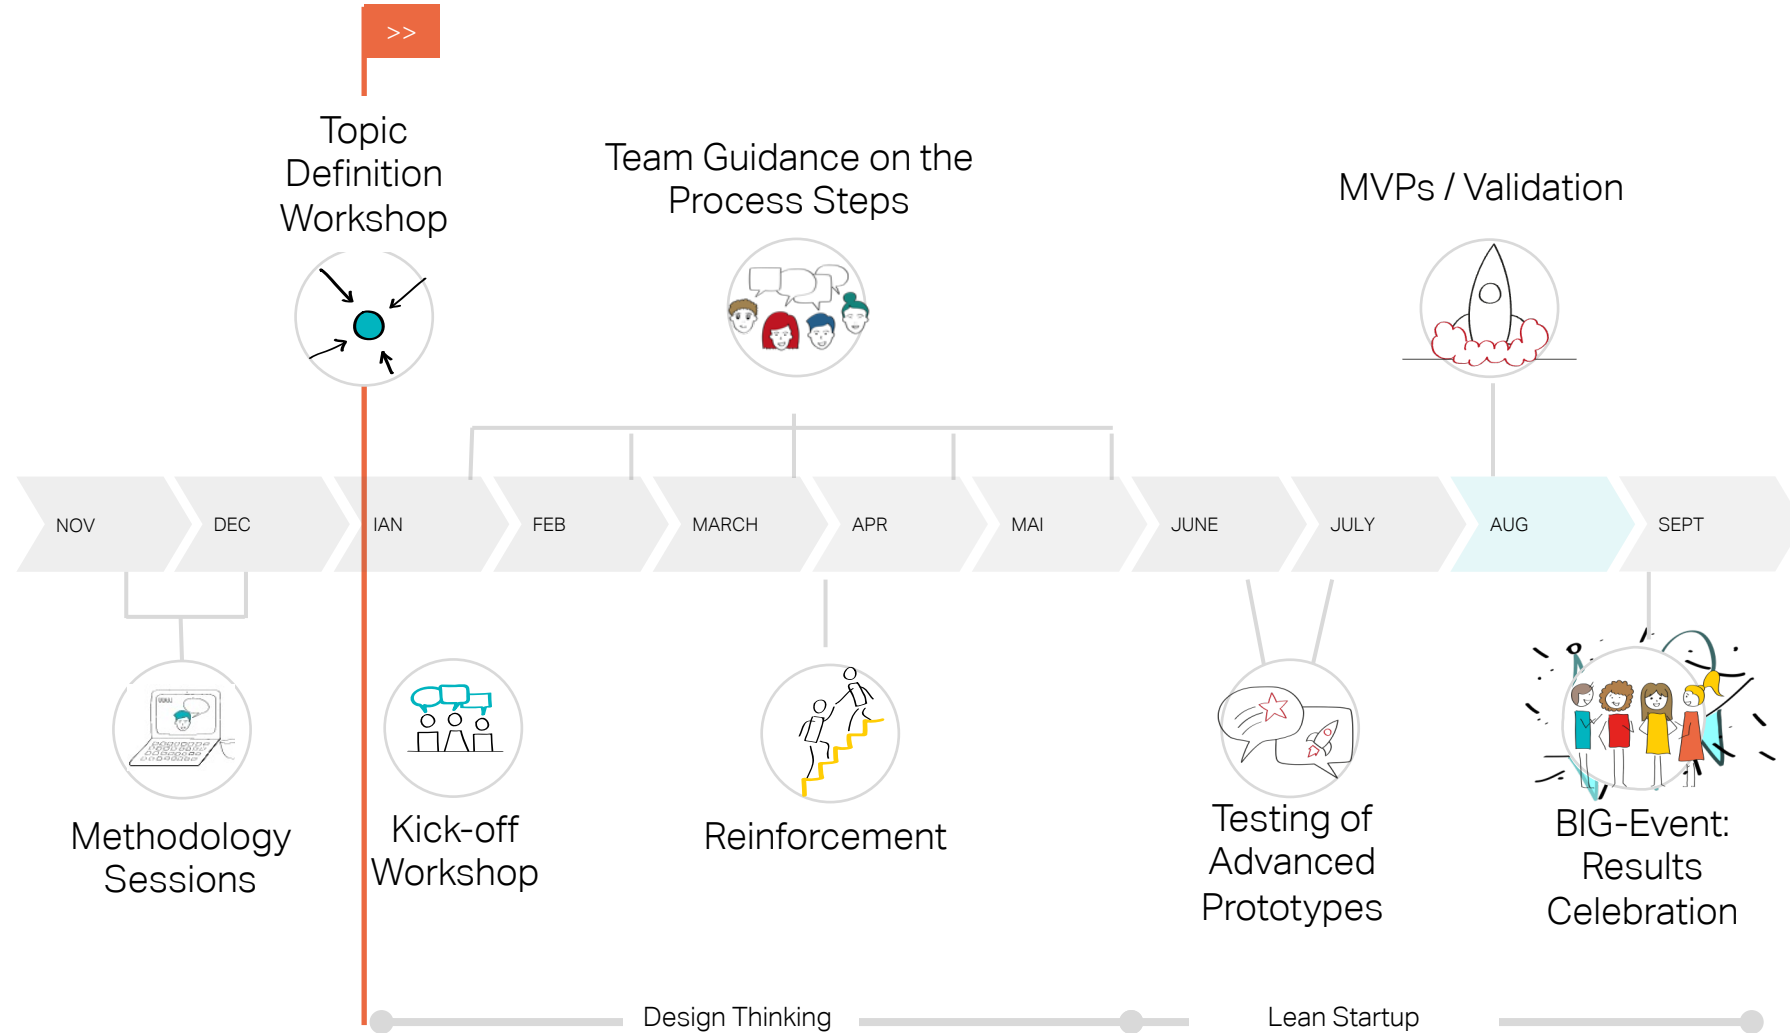 >>
Topic
Definition
Workshop
Team Guidance on the
Process Steps
MVPs / Validation
NOV
DEC
IAN
FEB
MARCH
APR
MAI
JUNE
JULY
AUG
SEPT
Methodology
Sessions
Kick-off
Workshop
Reinforcement
Testing of
Advanced
Prototypes
BIG-Event:
Results
Celebration
Design Thinking
Lean Startup